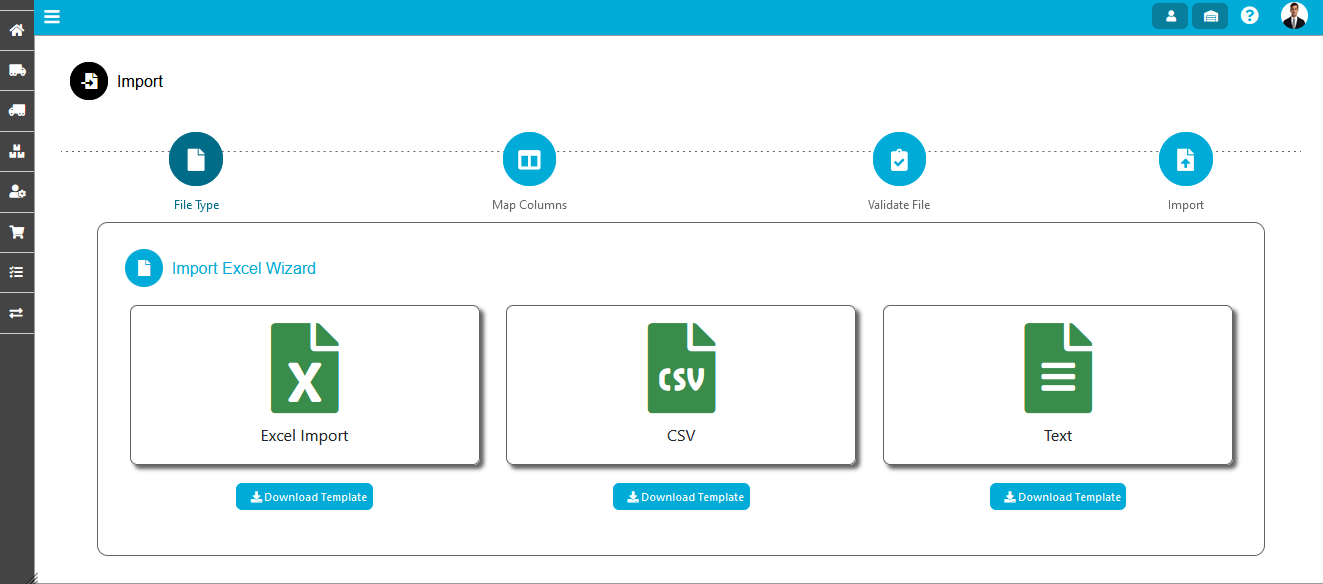 Import
File Type
Map Columns
Validate File
Import
Import Excel Wizard
X
CSV
Excel Import
CSV
Text
Download Template
Download Template
Download Template